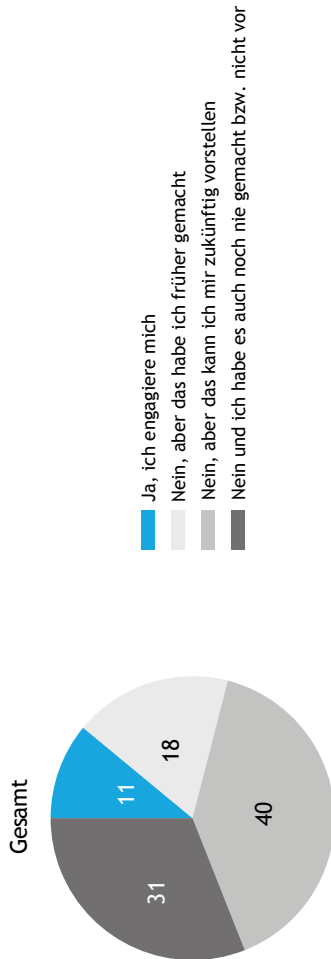 Gesamt
11
18
40
31
Ja, ich engagiere mich
Nein, aber das habe ich früher gemacht
Nein, aber das kann ich mir zukünftig vorstellen
Nein und ich habe es auch noch nie gemacht bzw. nicht vor